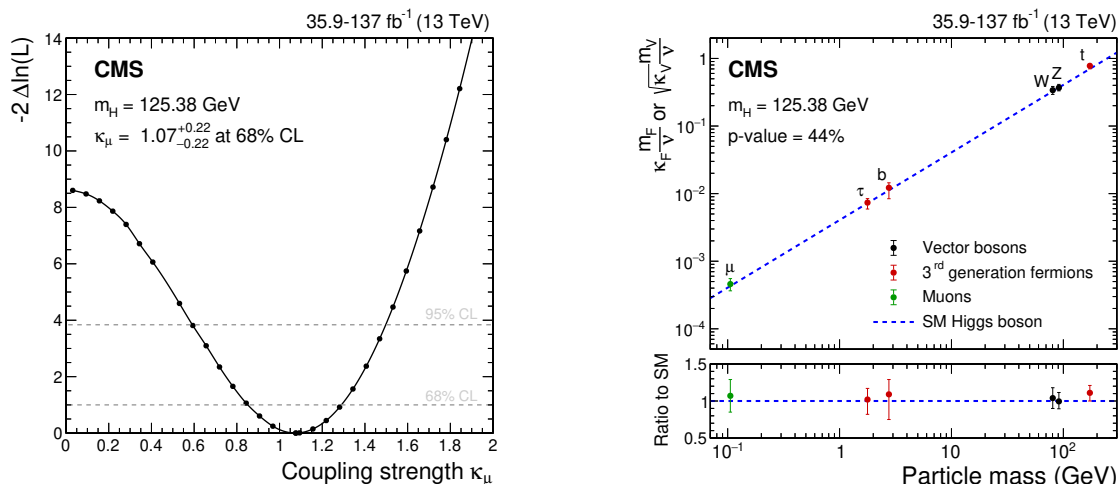 35.9-137 fb⁻¹ (13 TeV)
CMS
m_H = 125.38 GeV
κ_μ = 1.07 +0.22 −0.22 at 68% CL
95% CL
68% CL
-2 Δln(L)
14
12
10
8
6
4
2
0
0 0.2 0.4 0.6 0.8 1 1.2 1.4 1.6 1.8 2
Coupling strength κ_μ
35.9-137 fb⁻¹ (13 TeV)
κ_F m_F/ν or √κ_V m_V/ν
CMS
m_H = 125.38 GeV
p-value = 44%
1
10⁻¹
10⁻²
10⁻³
10⁻⁴
W Z
t
τ
b
μ
Vector bosons
3rd generation fermions
Muons
SM Higgs boson
Ratio to SM
1.5
1
0.5
10⁻¹ 1 10 10²
Particle mass (GeV)